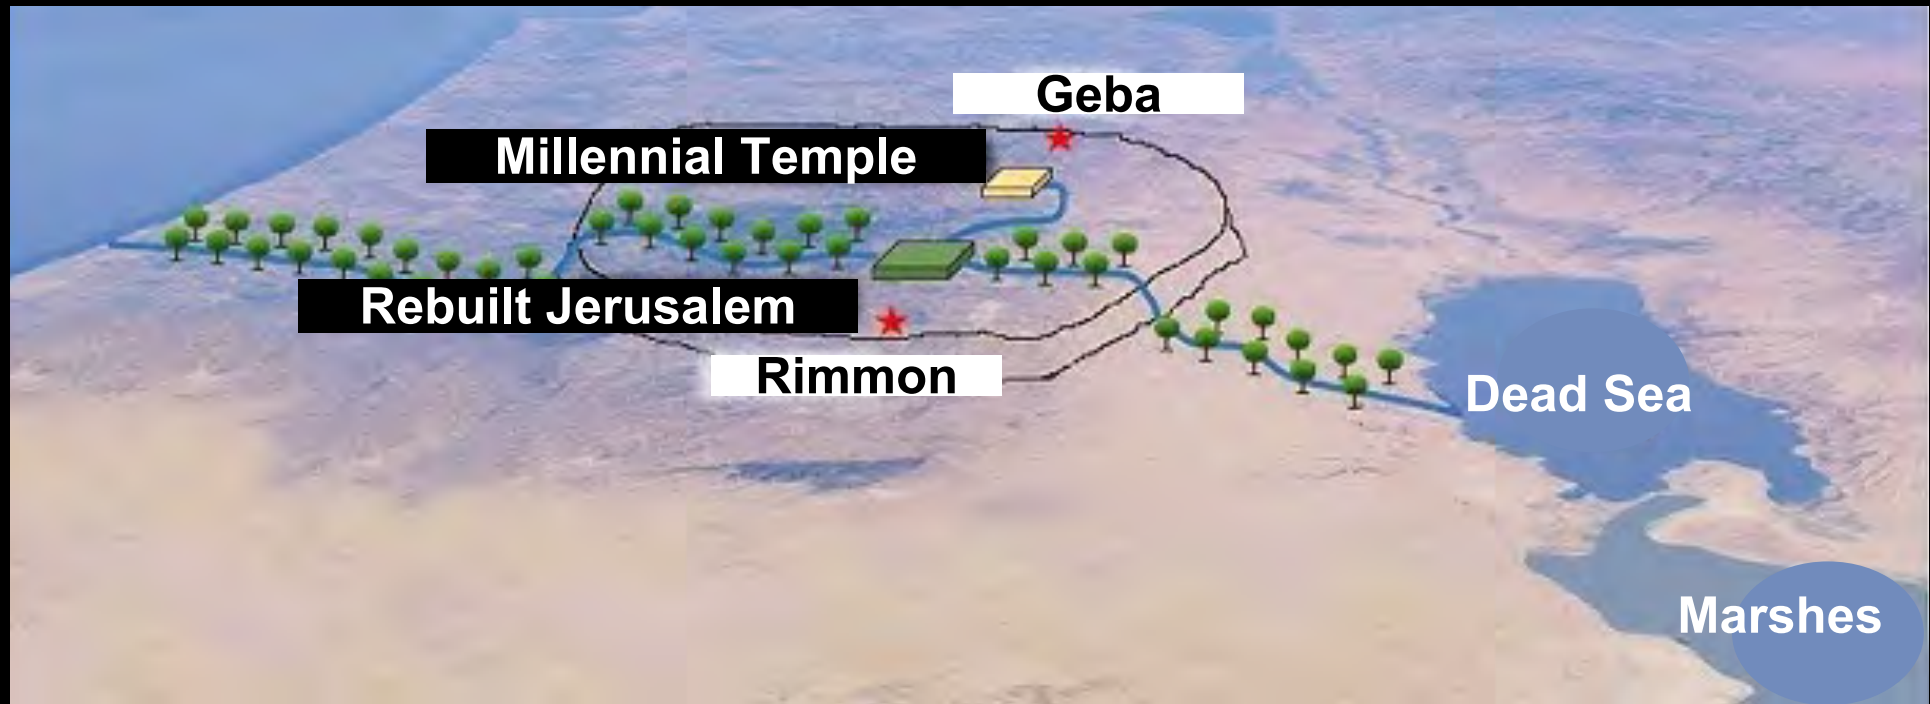 Geba
Millennial Temple
Rebuilt Jerusalem
Rimmon
Dead Sea
Marshes